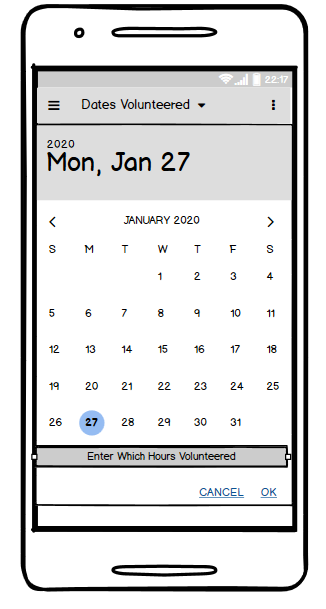 22:17
Dates Volunteered
2020
Mon, Jan 27
JANUARY 2020
S M T W T F S
1 2 3 4
5 6 7 8 9 10 11
12 13 14 15 16 17 18
19 20 21 22 23 24 25
26 27 28 29 30 31
Enter Which Hours Volunteered
CANCEL OK